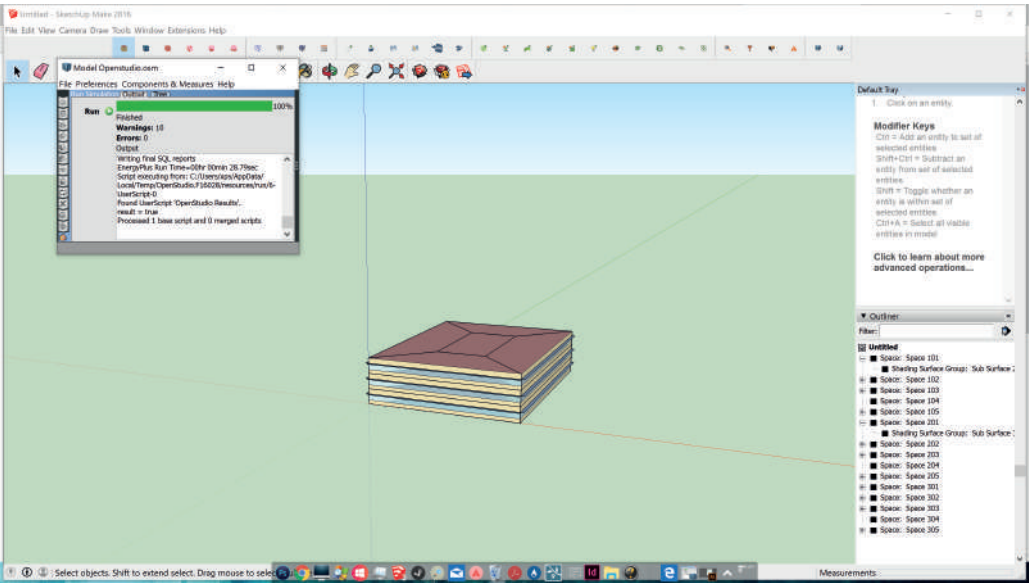 Untitled - SketchUp Make 2016
File Edit View Camera Draw Tools Window Extensions Help
Model Openstudio.osm
File Preferences Components & Measures Help
Run Simulation Output Tree
Run
100%
Finished
Warnings: 10
Errors: 0
Output
Writing final SQL reports
EnergyPlus Run Time=00hr 00min 28.79sec
Script executing from: C:/Users/xps/AppData/
Local/Temp/OpenStudio.F16028/resources/run/6-
UserScript-0
Found UserScript 'OpenStudio Results'.
result = true
Processed 1 base script and 0 merged scripts
Default Tray
1. Click on an entity.
Modifier Keys
Ctrl = Add an entity to set of
selected entities
Shift+Ctrl = Subtract an
entity from set of selected
entities.
Shift = Toggle whether an
entity is within set of
selected entities
Ctrl+A = Select all visible
entities in model
Click to learn about more
advanced operations...
Outliner
Filter:
Untitled
Space: Space 101
Shading Surface Group: Sub Surface 2
Space: Space 102
Space: Space 103
Space: Space 104
Space: Space 105
Space: Space 201
Shading Surface Group: Sub Surface
Space: Space 202
Space: Space 203
Space: Space 204
Space: Space 205
Space: Space 301
Space: Space 302
Space: Space 303
Space: Space 304
Space: Space 305
Select objects. Shift to extend select. Drag mouse to selec
Id
Measurements